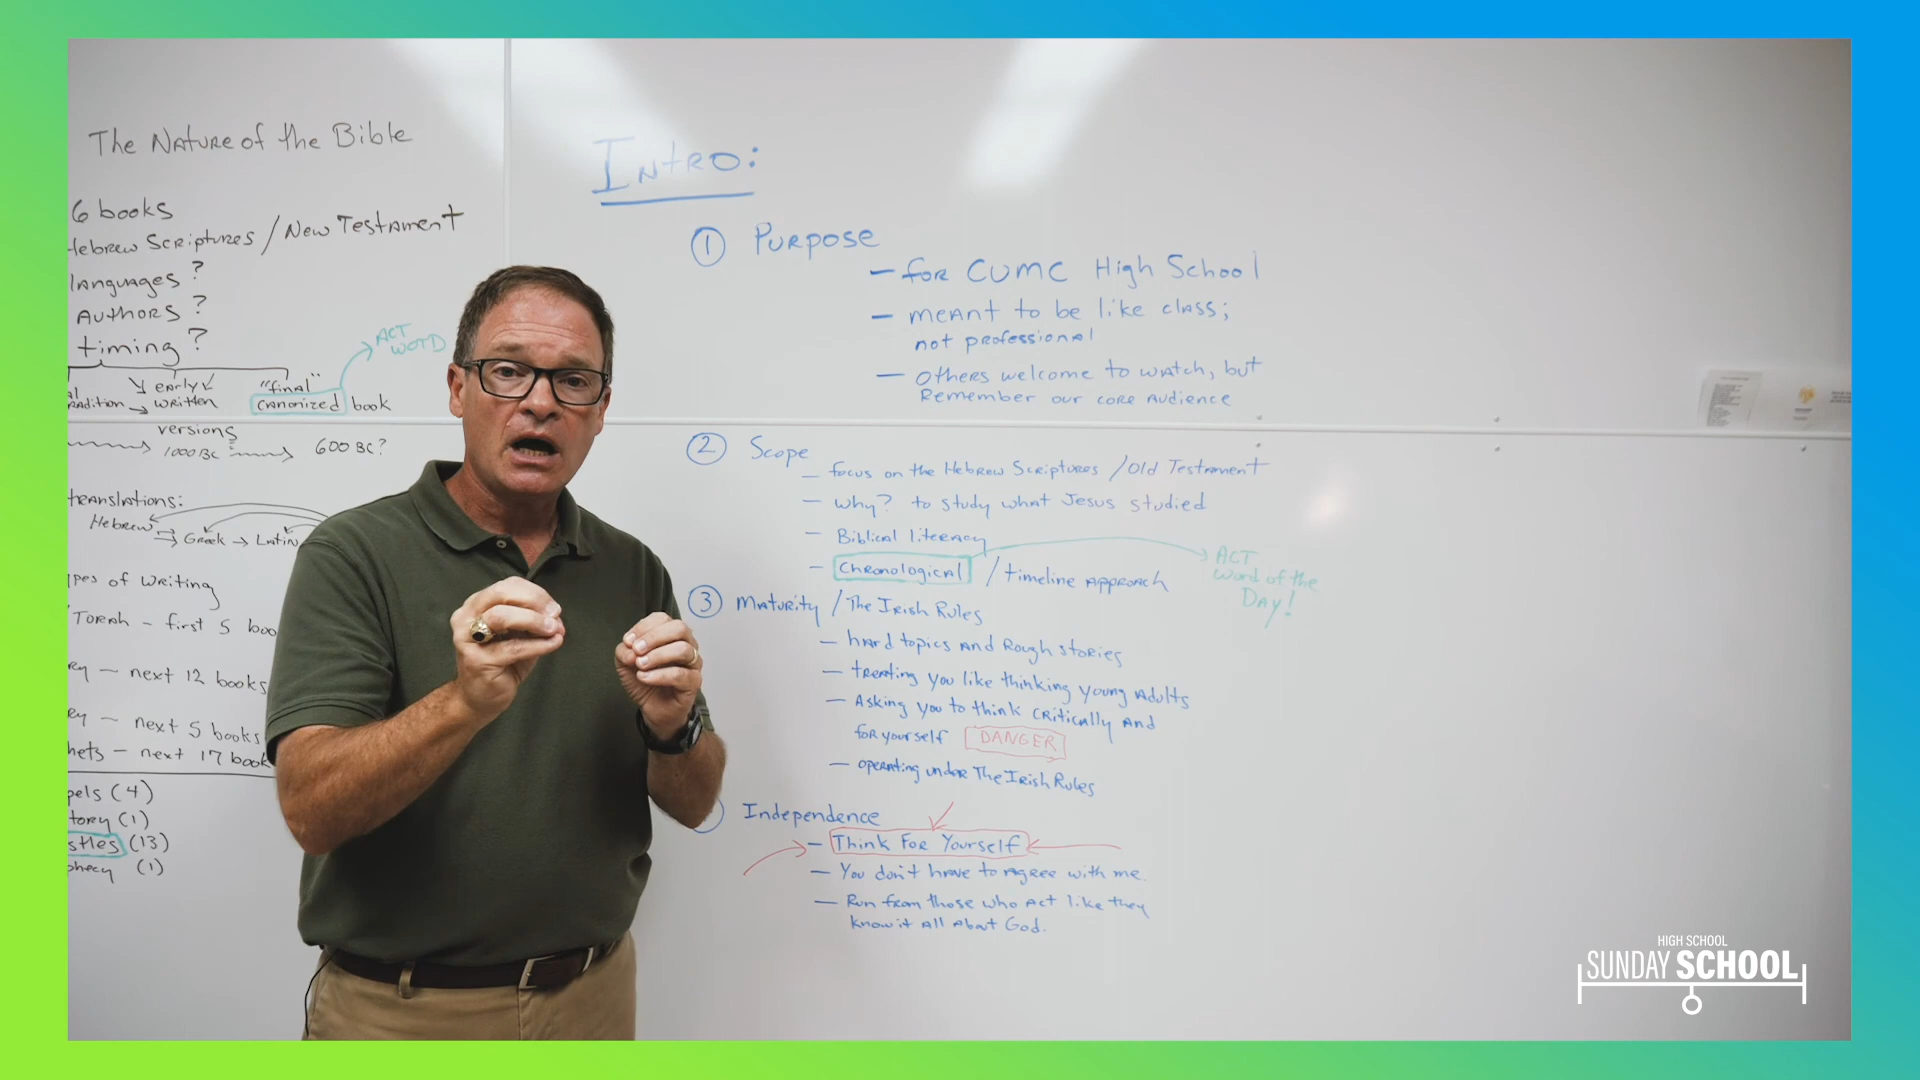 The Nature of the Bible
6 books
Hebrew Scriptures / New Testament
languages ?
Authors ?
timing ?
ACT
WORD
early
"final"
written
canonized book
versions
1000 BC
600 BC?
translations:
Hebrew
Greek → Latin
of writing
Torah - first 5
- next 12 books
- next 5 books
- next 17 book
(4)
(1)
(13)
(1)
Intro:
① Purpose
- for CUMC High School
- meant to be like class;
not professional
- others welcome to watch, but
Remember our core audience
② Scope
- focus on the Hebrew Scriptures / Old Testament
- why? to study what Jesus studied
- Biblical literacy
- Chronological / timeline approach
ACT
Word of the
Day!
③ Maturity / The Irish Rules
- hard topics and rough stories
- treating you like thinking young adults
- Asking you to think critically and
for yourself DANGER
- operating under The Irish Rules
Independence
- Think For Yourself
- You don't have to agree with me.
- Run from those who act like they
know it all about God.
HIGH SCHOOL
SUNDAY SCHOOL